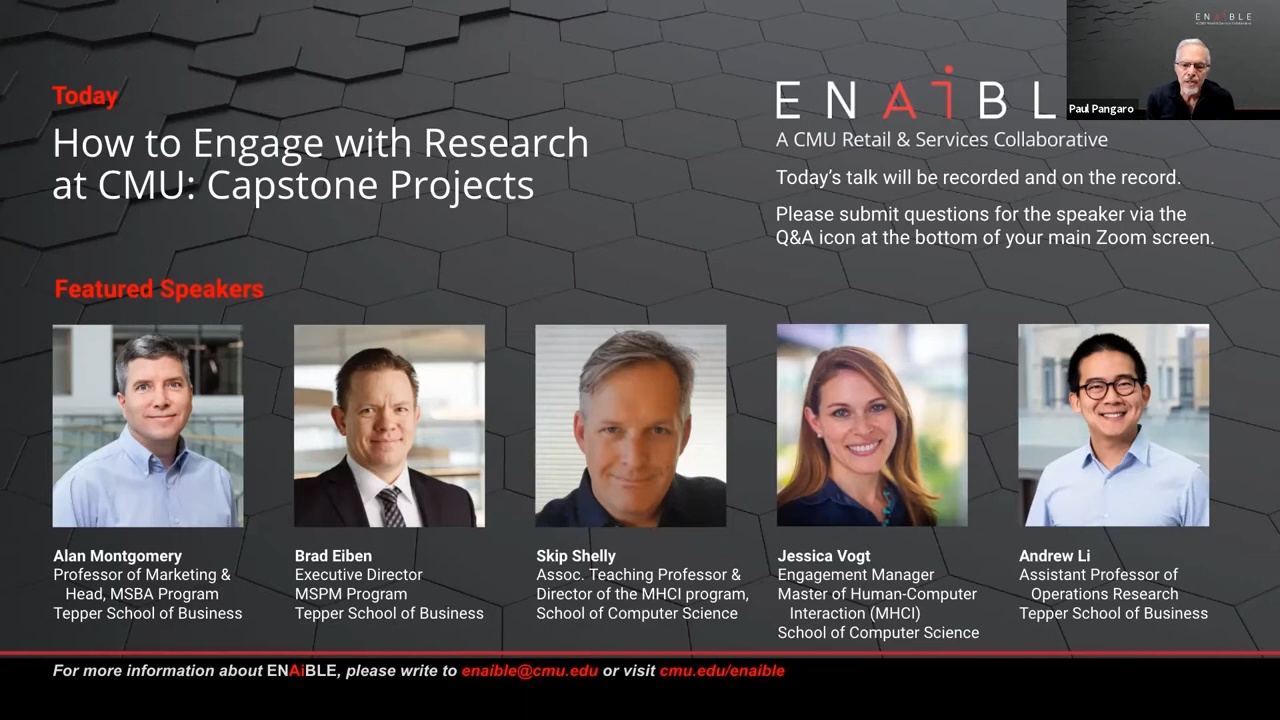 Today
How to Engage with Research
at CMU: Capstone Projects
ENAiBL
A CMU Retail & Services Collaborative
Today's talk will be recorded and on the record.
Please submit questions for the speaker via the
Q&A icon at the bottom of your main Zoom screen.
ENAiBLE
Paul Pangaro
Featured Speakers
Alan Montgomery
Professor of Marketing &
Head, MSBA Program
Tepper School of Business
Brad Eiben
Executive Director
MSPM Program
Tepper School of Business
Skip Shelly
Assoc. Teaching Professor &
Director of the MHCI program,
School of Computer Science
Jessica Vogt
Engagement Manager
Master of Human-Computer
Interaction (MHCI)
School of Computer Science
Andrew Li
Assistant Professor of
Operations Research
Tepper School of Business
For more information about ENAiBLE, please write to enaible@cmu.edu or visit cmu.edu/enaible